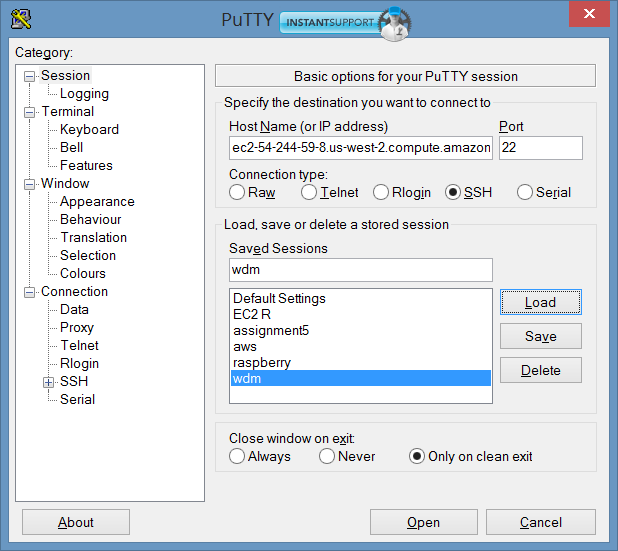 PuTTY INSTANTSUPPORT
Category:
Session
Logging
Terminal
Keyboard
Bell
Features
Window
Appearance
Behaviour
Translation
Selection
Colours
Connection
Data
Proxy
Telnet
Rlogin
SSH
Serial
Basic options for your PuTTY session
Specify the destination you want to connect to
Host Name (or IP address) Port
ec2-54-244-59-8.us-west-2.compute.amazon 22
Connection type:
Raw Telnet Rlogin SSH Serial
Load, save or delete a stored session
Saved Sessions
wdm
Default Settings
EC2 R
assignment5
aws
raspberry
wdm
Load
Save
Delete
Close window on exit:
Always Never Only on clean exit
About Open Cancel